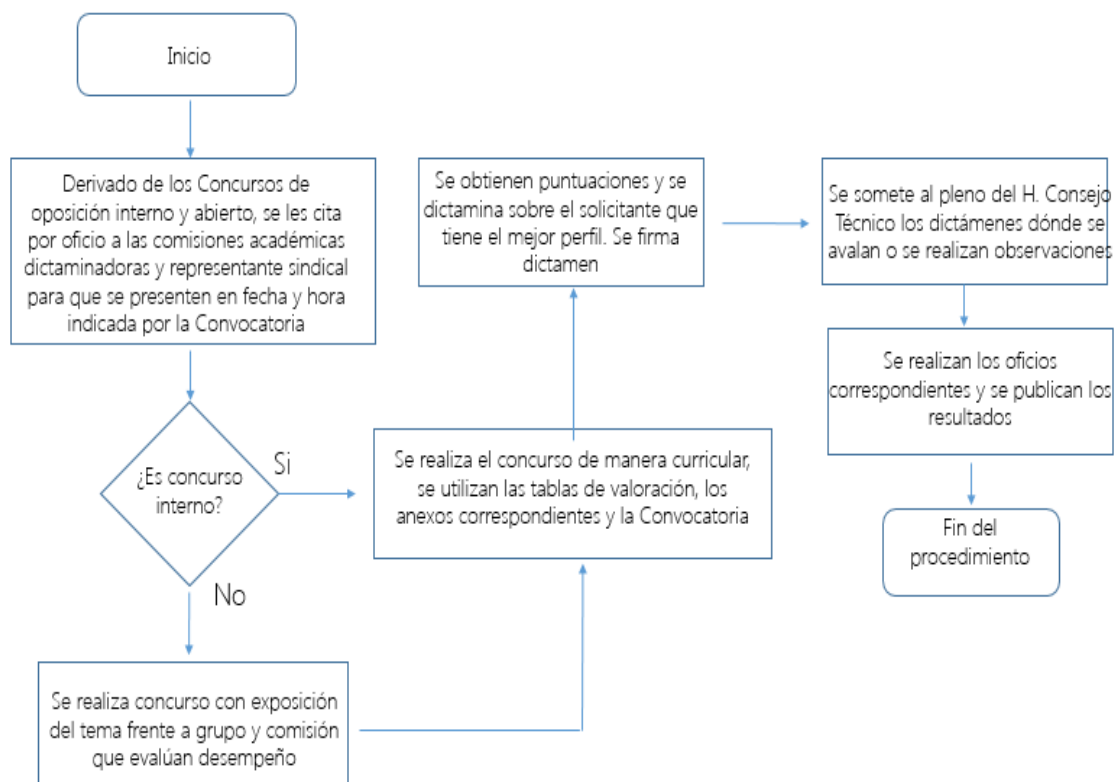 Inicio
Derivado de los Concursos de
oposición interno y abierto, se les cita
por oficio a las comisiones académicas
dictaminadoras y representante sindical
para que se presenten en fecha y hora
indicada por la Convocatoria
¿Es concurso
interno?
Si
No
Se realiza concurso con exposición
del tema frente a grupo y comisión
que evalúan desempeño
Se realiza el concurso de manera curricular,
se utilizan las tablas de valoración, los
anexos correspondientes y la Convocatoria
Se obtienen puntuaciones y se
dictamina sobre el solicitante que
tiene el mejor perfil. Se firma
dictamen
Se somete al pleno del H. Consejo
Técnico los dictámenes dónde se
avalan o se realizan observaciones
Se realizan los oficios
correspondientes y se publican los
resultados
Fin del
procedimiento